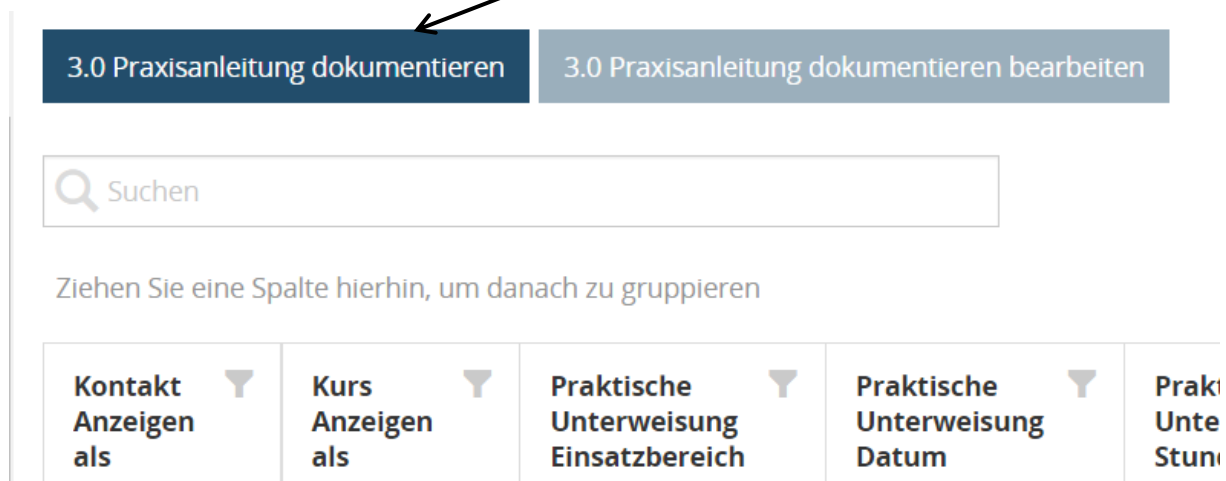 3.0 Praxisanleitung dokumentieren
3.0 Praxisanleitung dokumentieren bearbeiten
Suchen
Ziehen Sie eine Spalte hierhin, um danach zu gruppieren
Kontakt Anzeigen als
Kurs Anzeigen als
Praktische Unterweisung Einsatzbereich
Praktische Unterweisung Datum